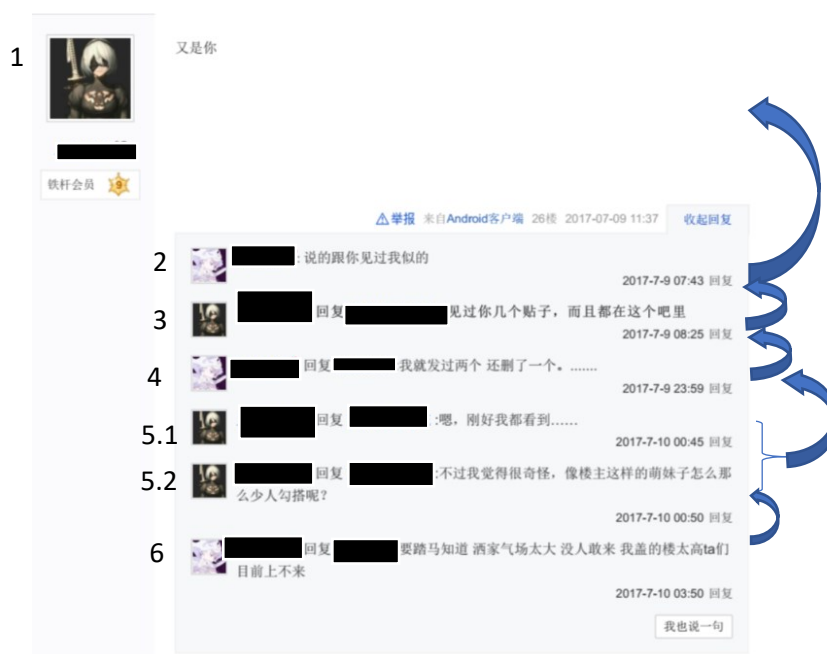 1
又是你
铁杆会员 9
举报 来自Android客户端 26楼 2017-07-09 11:37 收起回复
2
: 说的跟你见过我似的
2017-7-9 07:43 回复
3
回复 见过你几个贴子，而且都在这个吧里
2017-7-9 08:25 回复
4
回复 我就发过两个 还删了一个。.......
2017-7-9 23:59 回复
5.1
回复 :嗯，刚好我都看到……
2017-7-10 00:45 回复
5.2
回复 :不过我觉得很奇怪，像楼主这样的萌妹子怎么那
么少人勾搭呢？
2017-7-10 00:50 回复
6
回复 要踏马知道 洒家气场太大 没人敢来 我盖的楼太高ta们
目前上不来
2017-7-10 03:50 回复
我也说一句